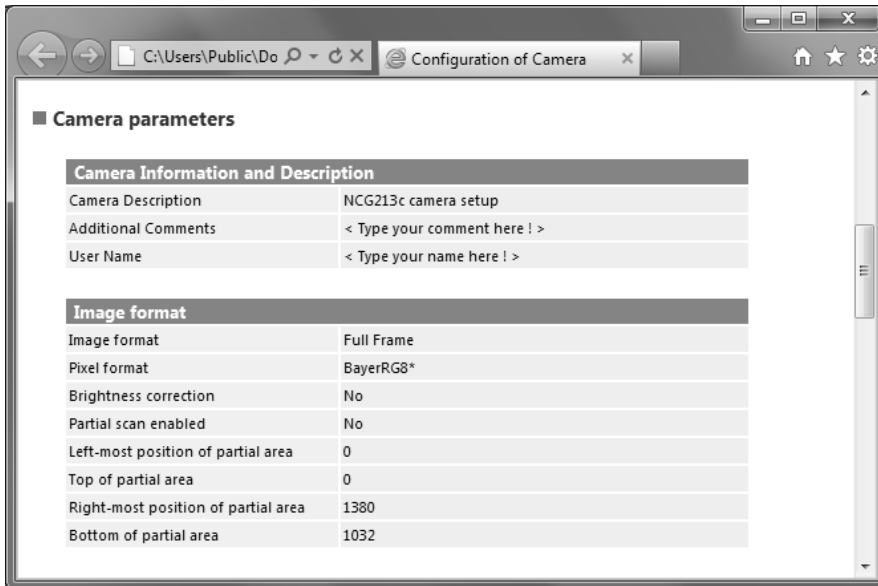 C:\Users\Public\Do
Configuration of Camera
Camera parameters
Camera Information and Description
Camera Description NCG213c camera setup
Additional Comments < Type your comment here ! >
User Name < Type your name here ! >
Image format
Image format Full Frame
Pixel format BayerRG8*
Brightness correction No
Partial scan enabled No
Left-most position of partial area 0
Top of partial area 0
Right-most position of partial area 1380
Bottom of partial area 1032